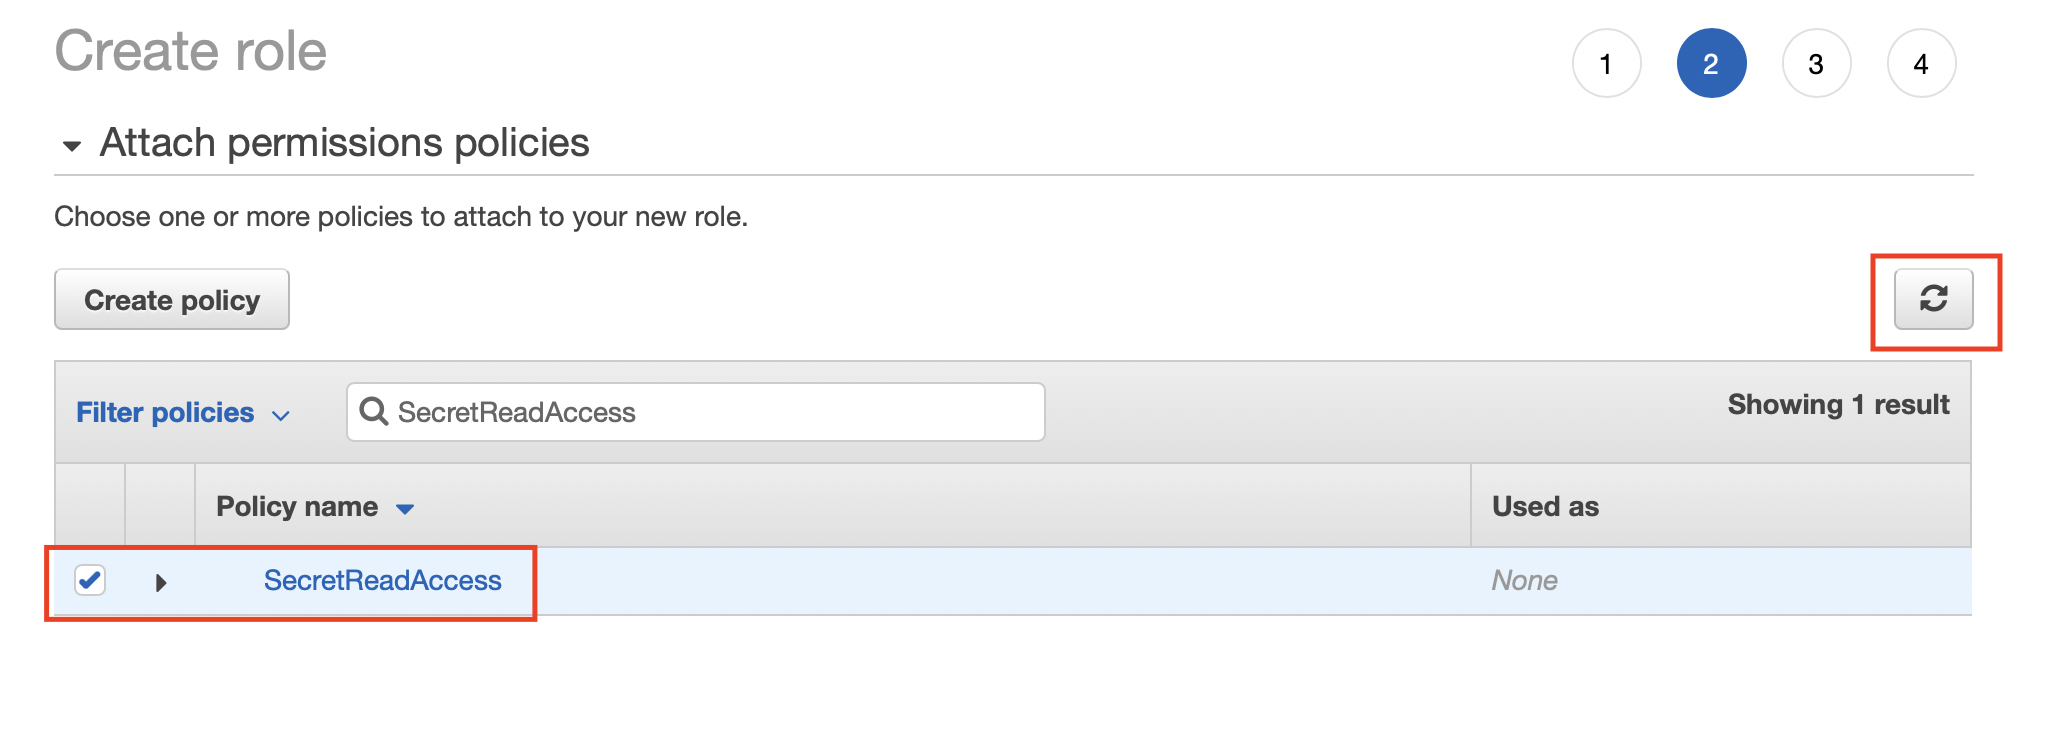 Create role
1 2 3 4
Attach permissions policies
Choose one or more policies to attach to your new role.
Create policy
Filter policies SecretReadAccess Showing 1 result
Policy name Used as
SecretReadAccess None